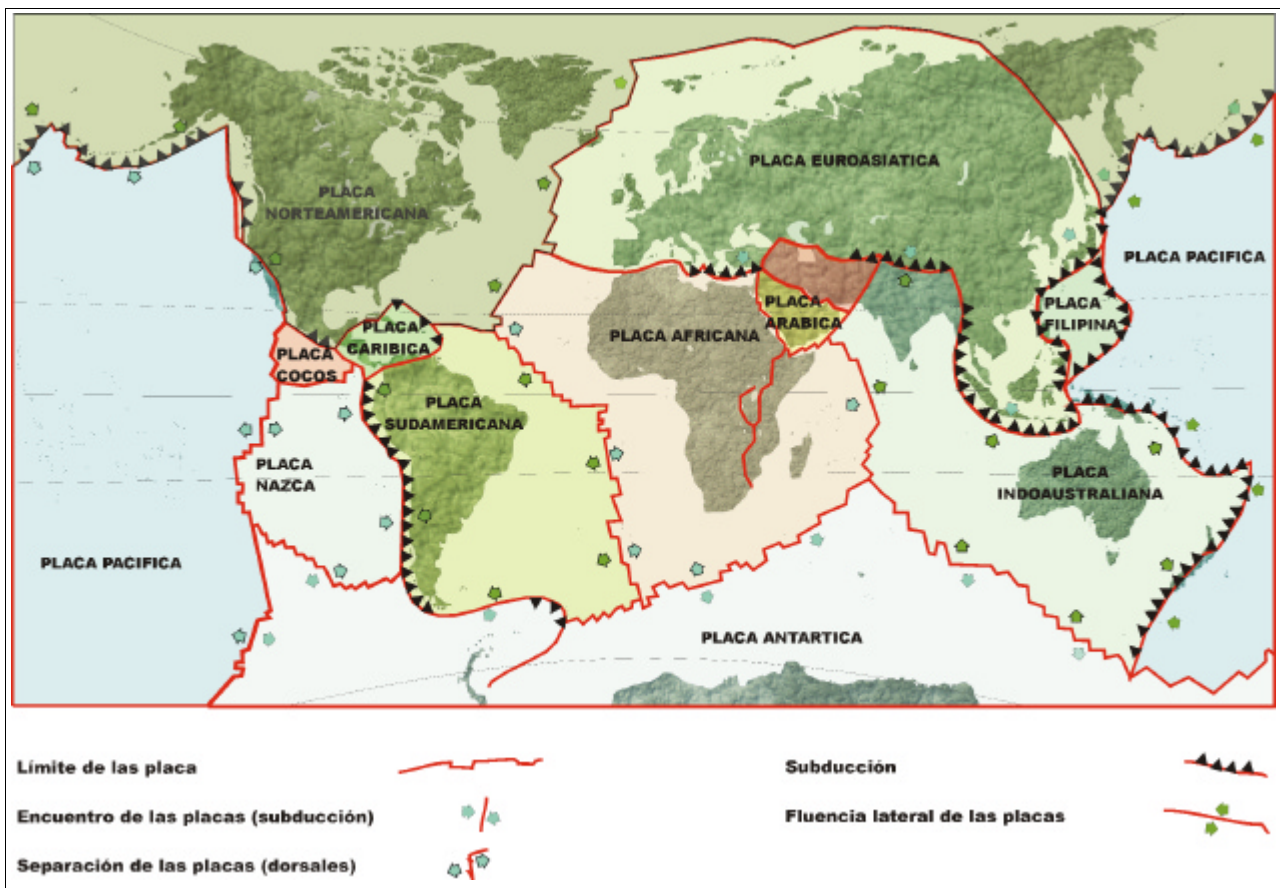 PLACA EUROASIATICA
PLACA
NORTEAMERICANA
PLACA PACIFICA
PLACA
CARIBICA
PLACA
COCOS
PLACA AFRICANA
PLACA
ARABICA
PLACA
FILIPINA
PLACA
SUDAMERICANA
PLACA
NAZCA
PLACA
INDOAUSTRALIANA
PLACA PACIFICA
PLACA ANTARTICA
Límite de las placa
Encuentro de las placas (subducción)
Separación de las placas (dorsales)
Subducción
Fluencia lateral de las placas